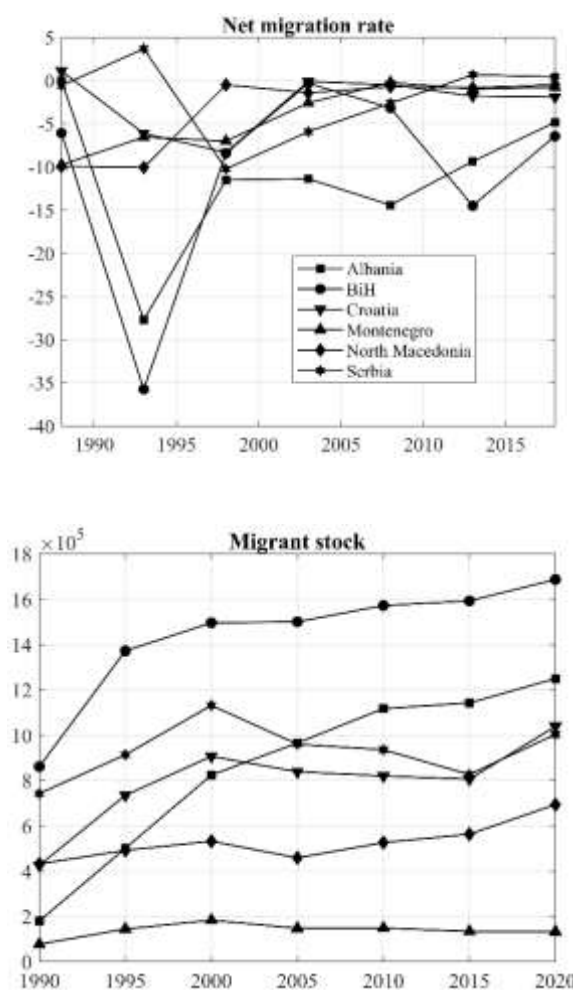 Net migration rate
5
0
-5
-10
-15
-20
-25
-30
-35
-40
1990 1995 2000 2005 2010 2015
Albania
BiH
Croatia
Montenegro
North Macedonia
Serbia
Migrant stock
×10⁵
18
16
14
12
10
8
6
4
2
0
1990 1995 2000 2005 2010 2015 2020